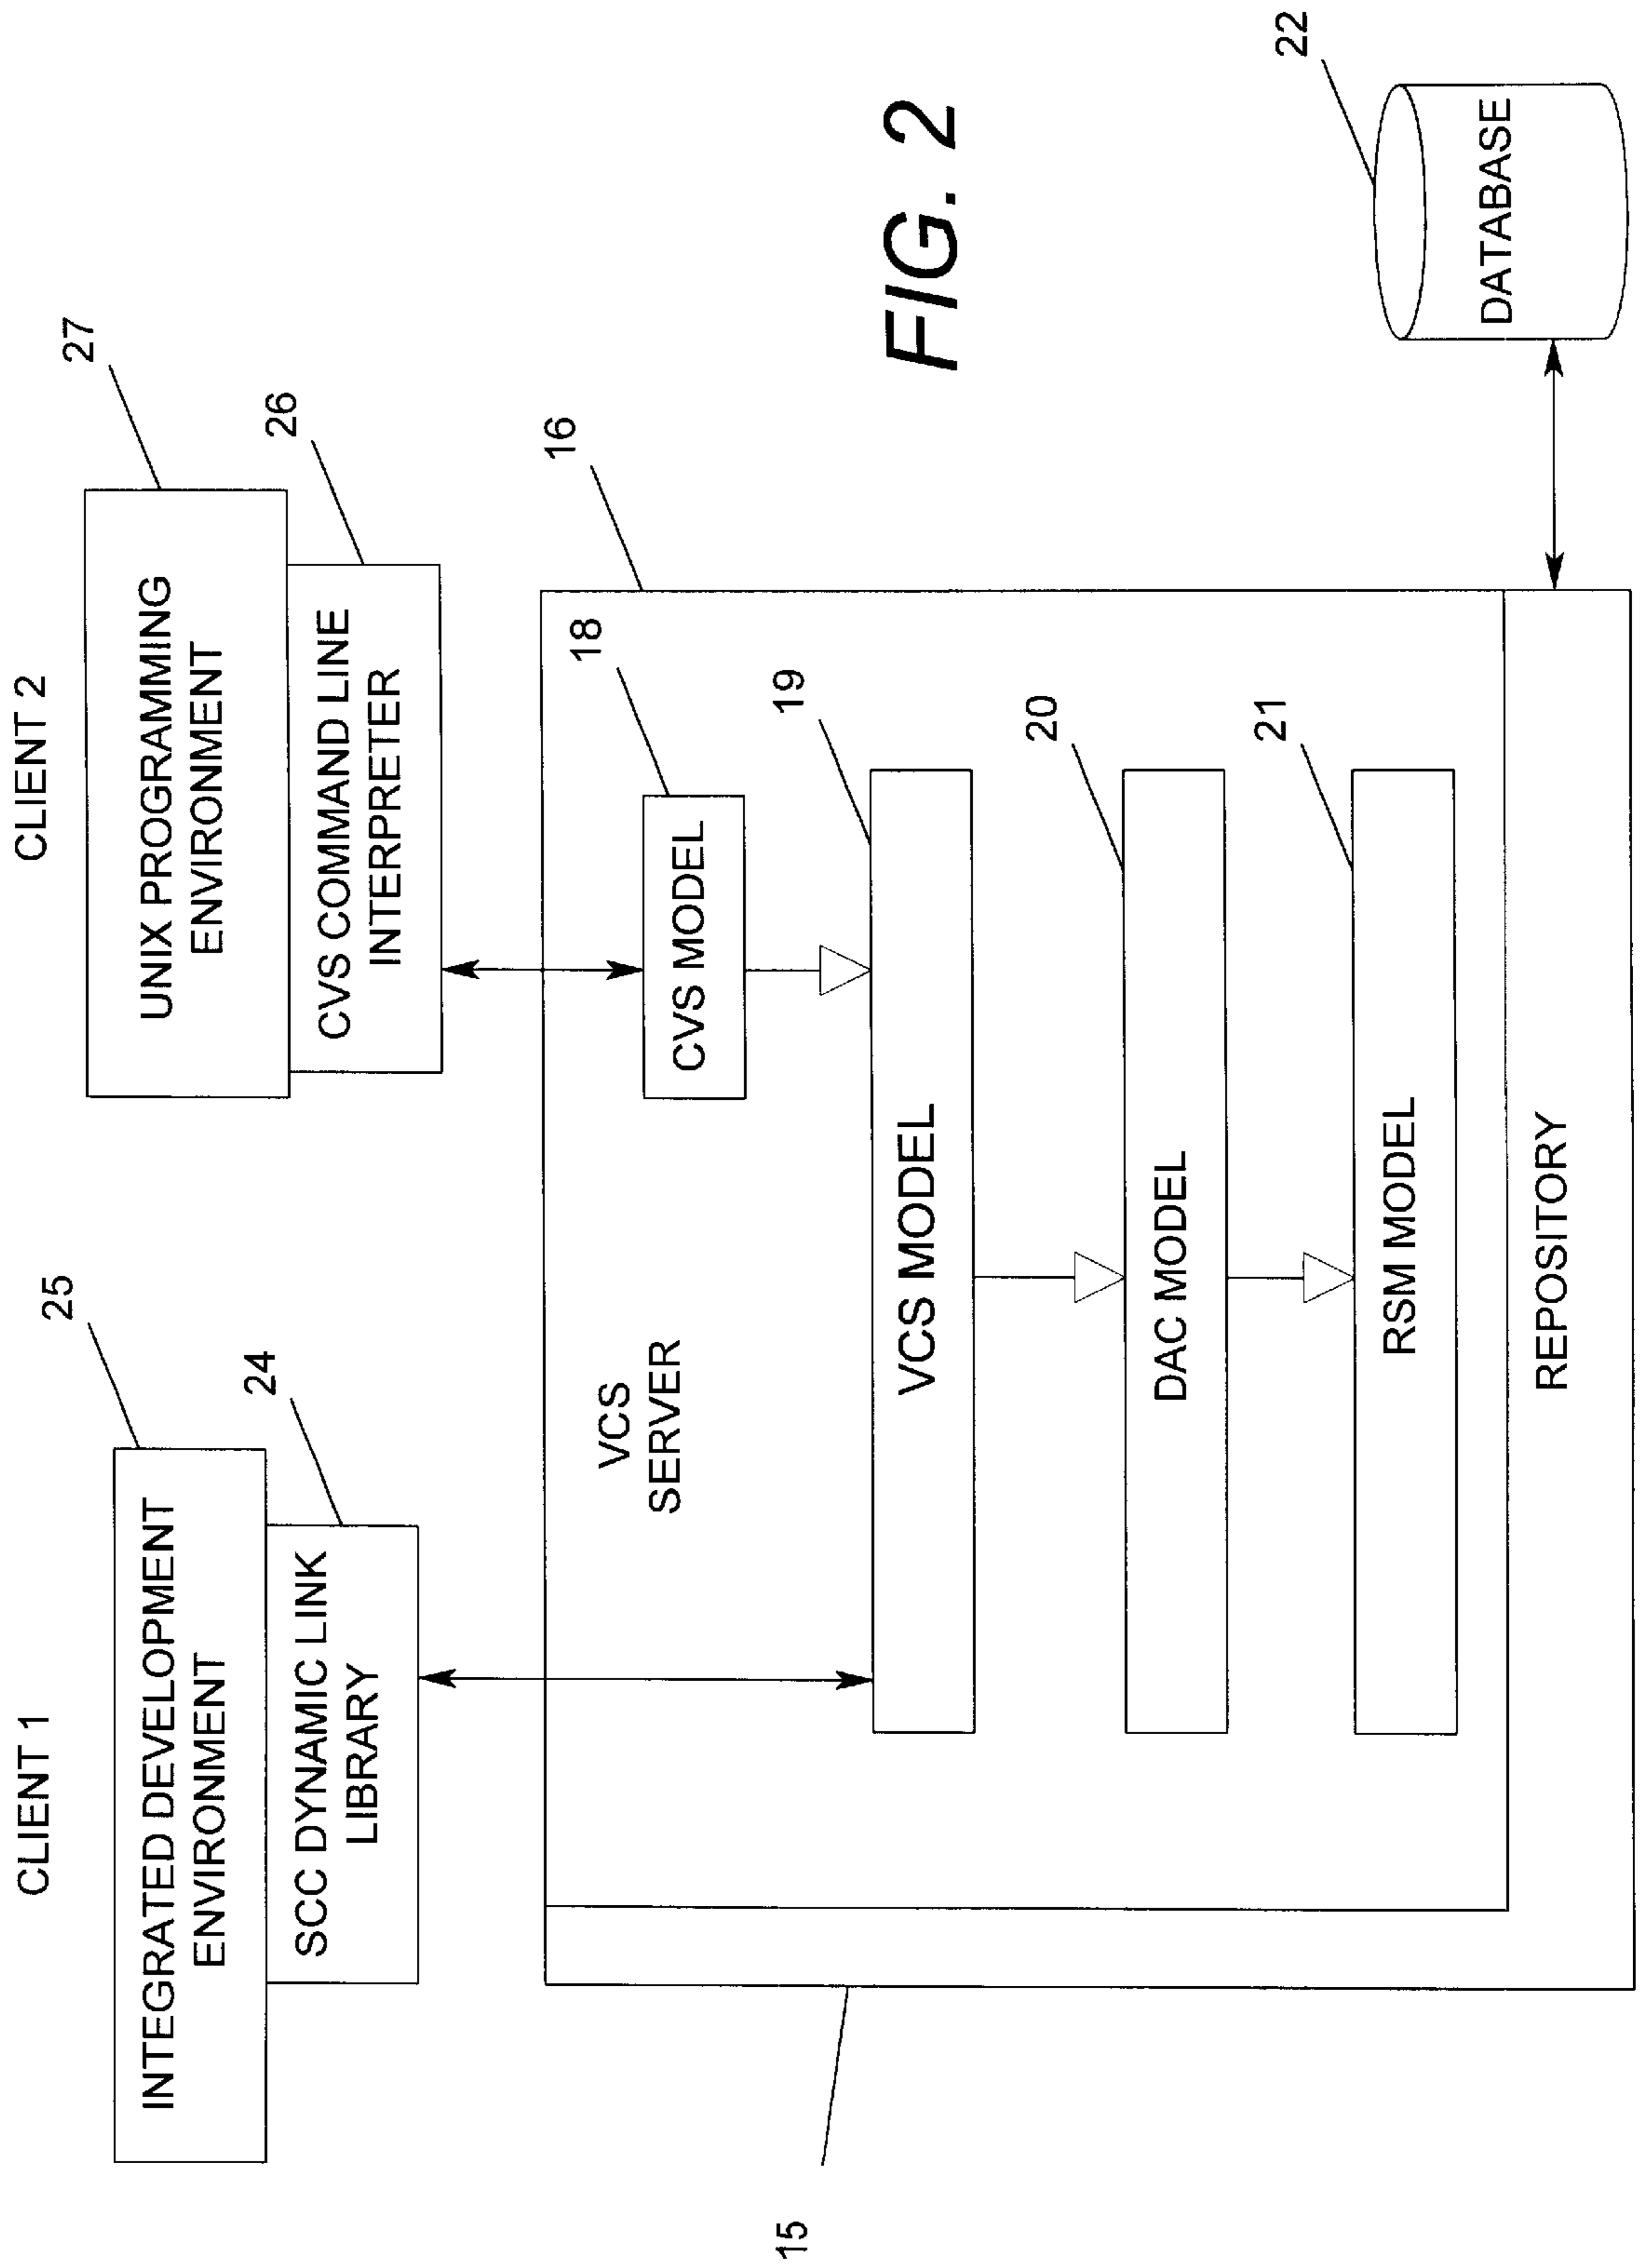 CLIENT 1
CLIENT 2
25
INTEGRATED DEVELOPMENT
ENVIRONMENT
27
UNIX PROGRAMMING
ENVIRONMENT
24
SCC DYNAMIC LINK
LIBRARY
26
CVS COMMAND LINE
INTERPRETER
16
VCS
SERVER
18
CVS MODEL
15
19
VCS MODEL
FIG. 2
20
DAC MODEL
21
RSM MODEL
22
REPOSITORY
DATABASE